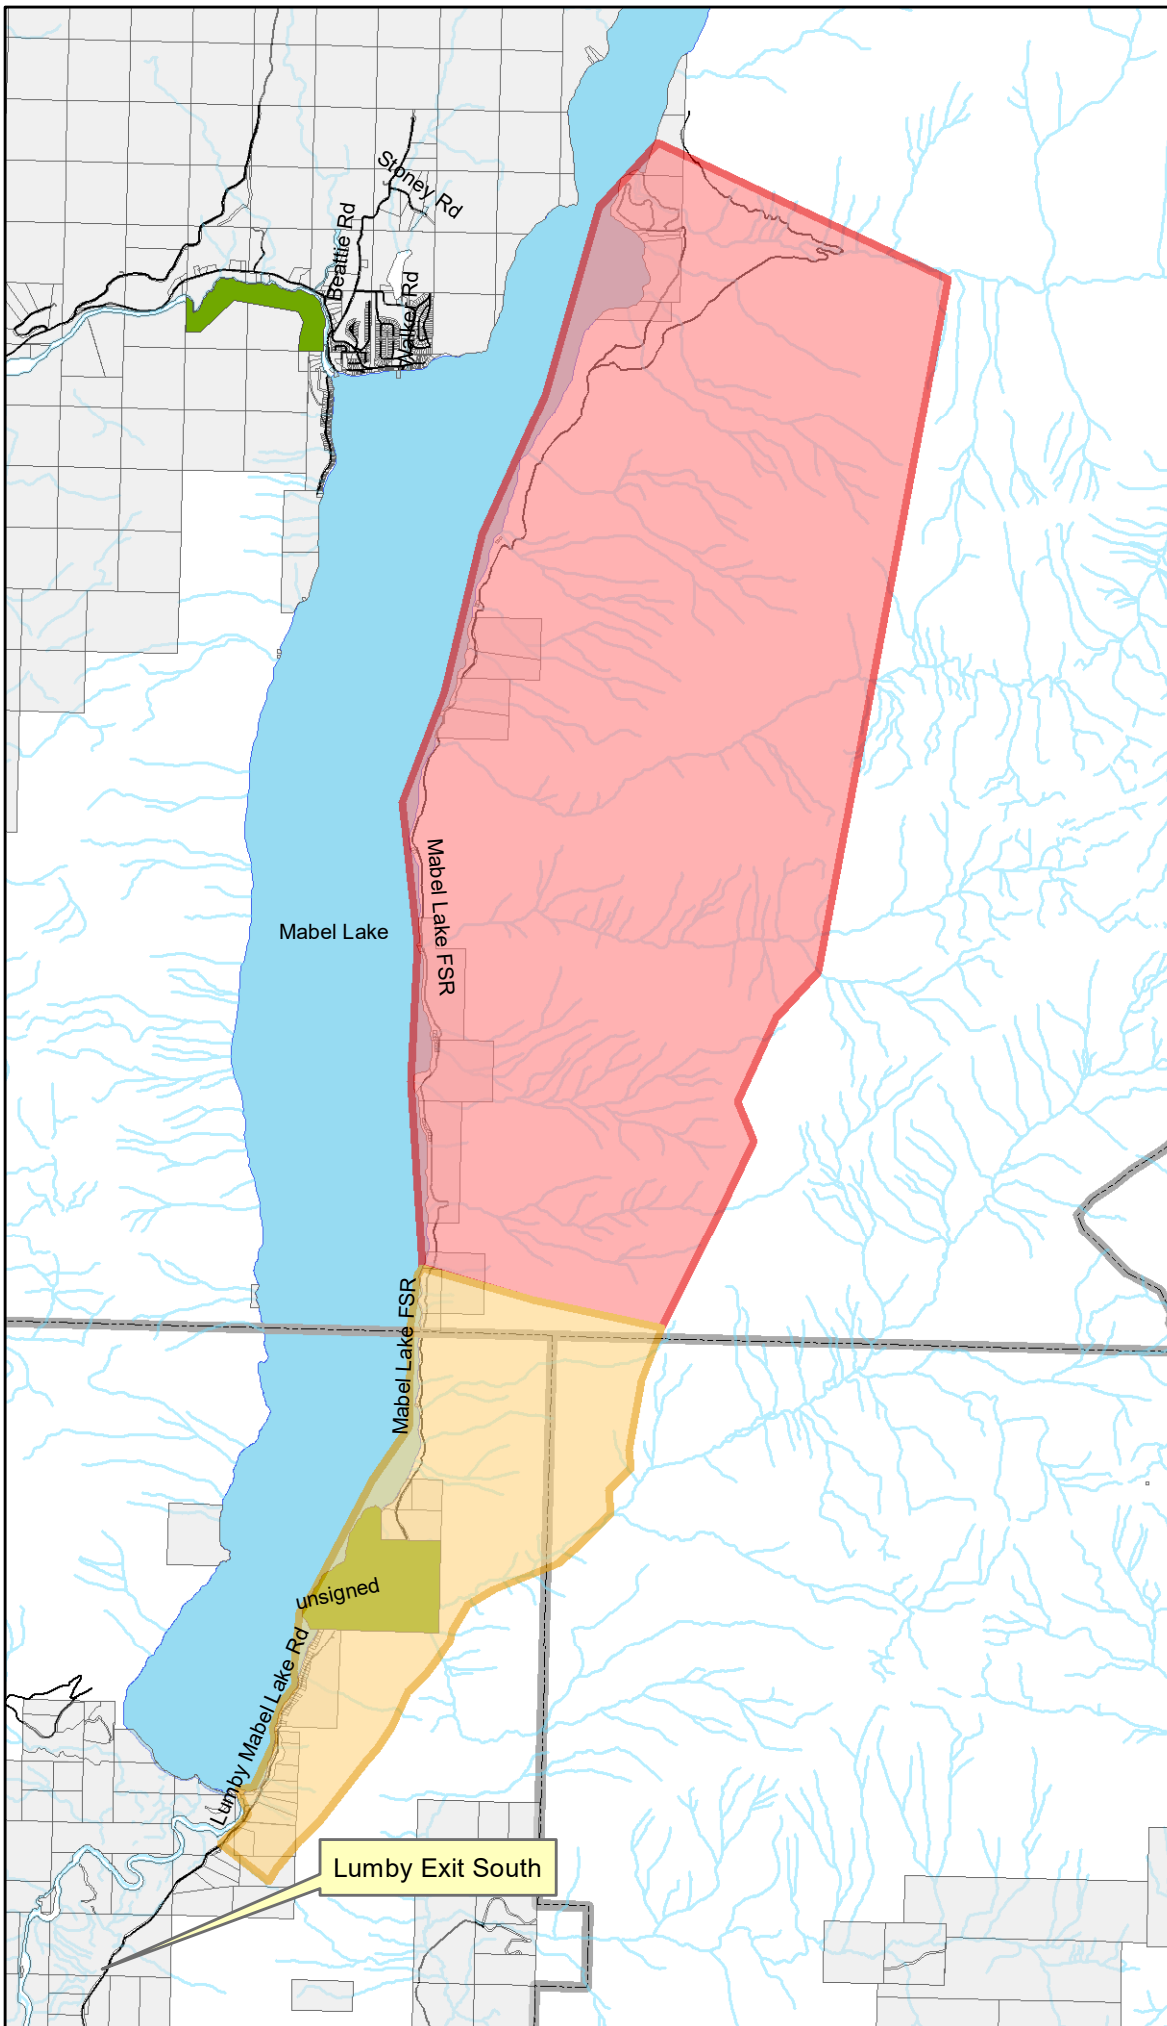 Stoney Rd
Beattie Rd
Walker Rd
Mabel Lake
Mabel Lake FSR
Mabel Lake FSR
unsigned
Lumby Mabel Lake Rd
Lumby Exit South